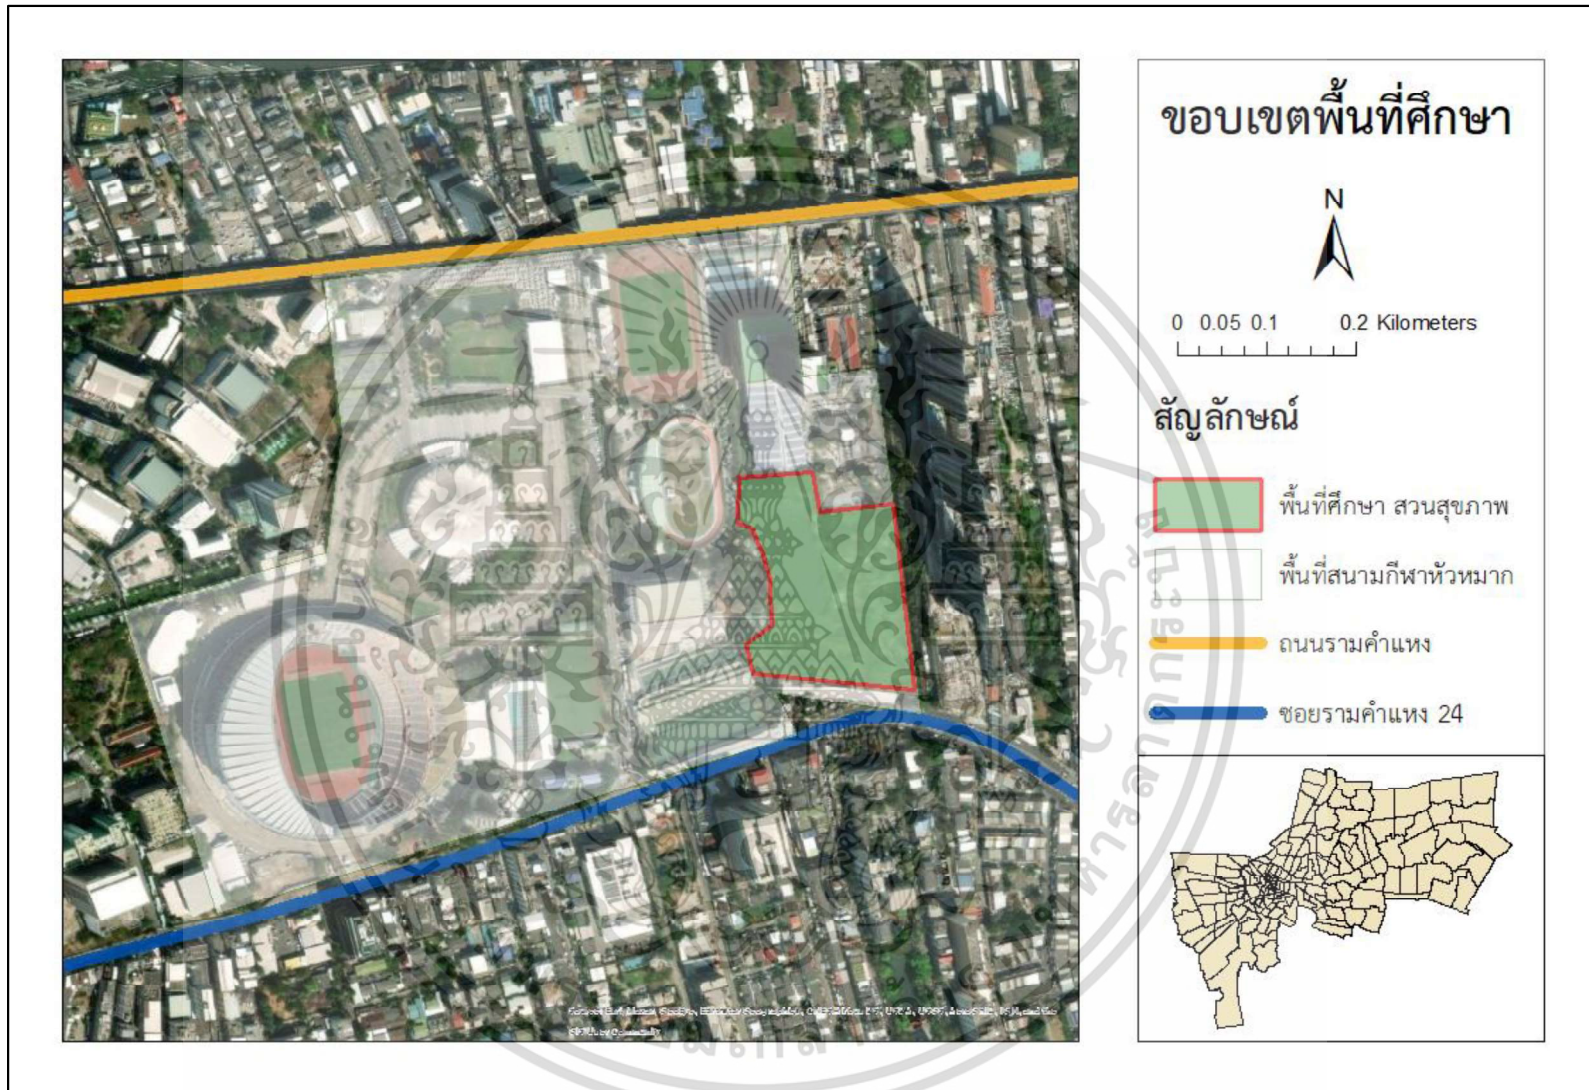 ขอบเขตพื้นที่ศึกษา
N
0 0.05 0.1 0.2 Kilometers
สัญลักษณ์
พื้นที่ศึกษา สวนสุขภาพ
พื้นที่สนามกีฬาหัวหมาก
ถนนรามคำแหง
ซอยรามคำแหง 24